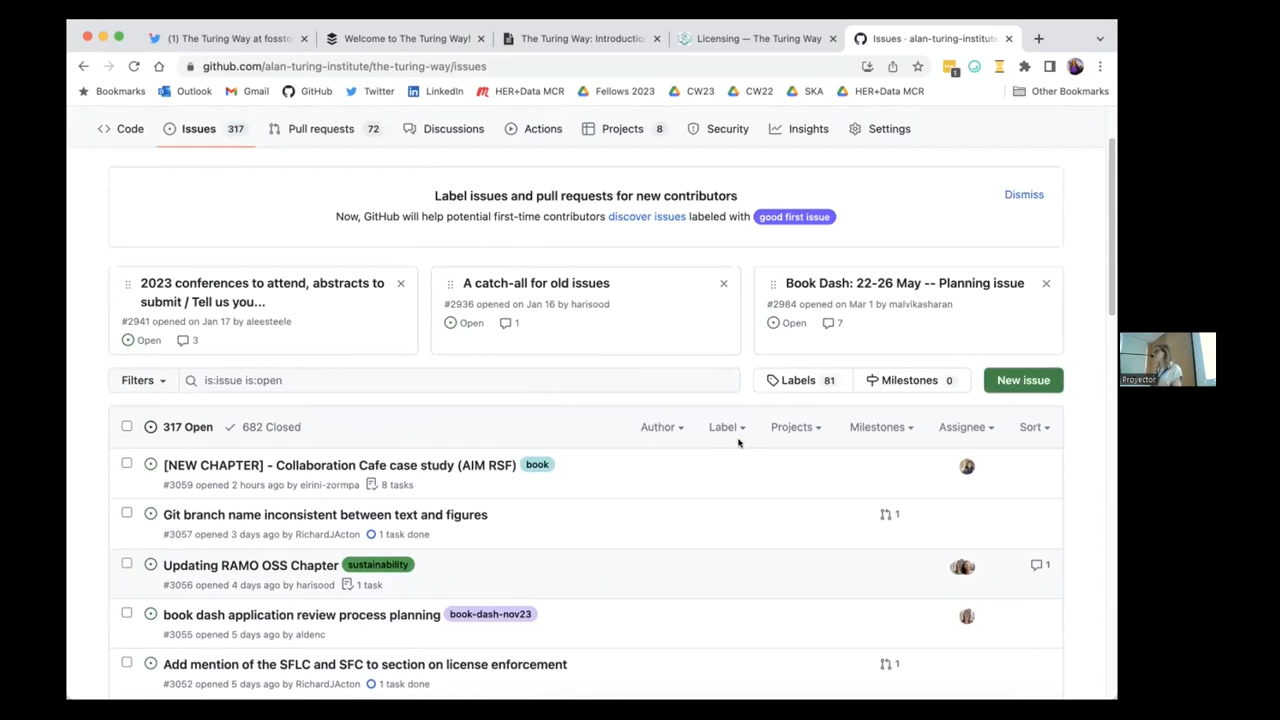 (1) The Turing Way at fossto
Welcome to The Turing Way!
The Turing Way: Introductio
Licensing — The Turing Way
Issues · alan-turing-institute
github.com/alan-turing-institute/the-turing-way/issues
1
Bookmarks Outlook Gmail GitHub Twitter LinkedIn HER+Data MCR Fellows 2023 CW23 CW22 SKA HER+Data MCR Other Bookmarks
Code Issues 317 Pull requests 72 Discussions Actions Projects 8 Security Insights Settings
Label issues and pull requests for new contributors
Dismiss
Now, GitHub will help potential first-time contributors discover issues labeled with good first issue
2023 conferences to attend, abstracts to
submit / Tell us you...
#2941 opened on Jan 17 by aleesteele
Open 3
A catch-all for old issues
#2936 opened on Jan 16 by harisood
Open 1
Book Dash: 22-26 May -- Planning issue
#2984 opened on Mar 1 by malvikasharan
Open 7
Filters is:issue is:open Labels 81 Milestones 0 New issue
317 Open 682 Closed Author Label Projects Milestones Assignee Sort
[NEW CHAPTER] - Collaboration Cafe case study (AIM RSF) book
#3059 opened 2 hours ago by eirini-zormpa 8 tasks
Git branch name inconsistent between text and figures 1
#3057 opened 3 days ago by RichardJActon 1 task done
Updating RAMO OSS Chapter sustainability 1
#3056 opened 4 days ago by harisood 1 task
book dash application review process planning book-dash-nov23
#3055 opened 5 days ago by aldenc
Add mention of the SFLC and SFC to section on license enforcement 1
#3052 opened 5 days ago by RichardJActon 1 task done
Proyector